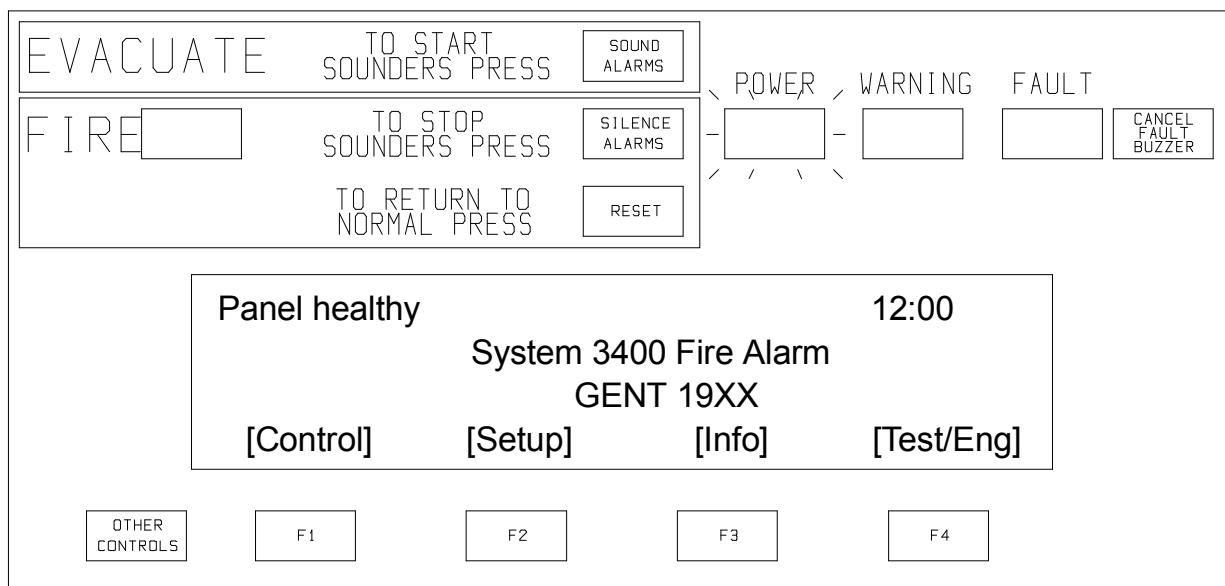 EVACUATE
TO START
SOUNDERS PRESS
SOUND
ALARMS
POWER
WARNING
FAULT
FIRE
TO STOP
SOUNDERS PRESS
SILENCE
ALARMS
CANCEL
FAULT
BUZZER
TO RETURN TO
NORMAL PRESS
RESET
Panel healthy 12:00
System 3400 Fire Alarm
GENT 19XX
[Control] [Setup] [Info] [Test/Eng]
OTHER
CONTROLS
F1
F2
F3
F4